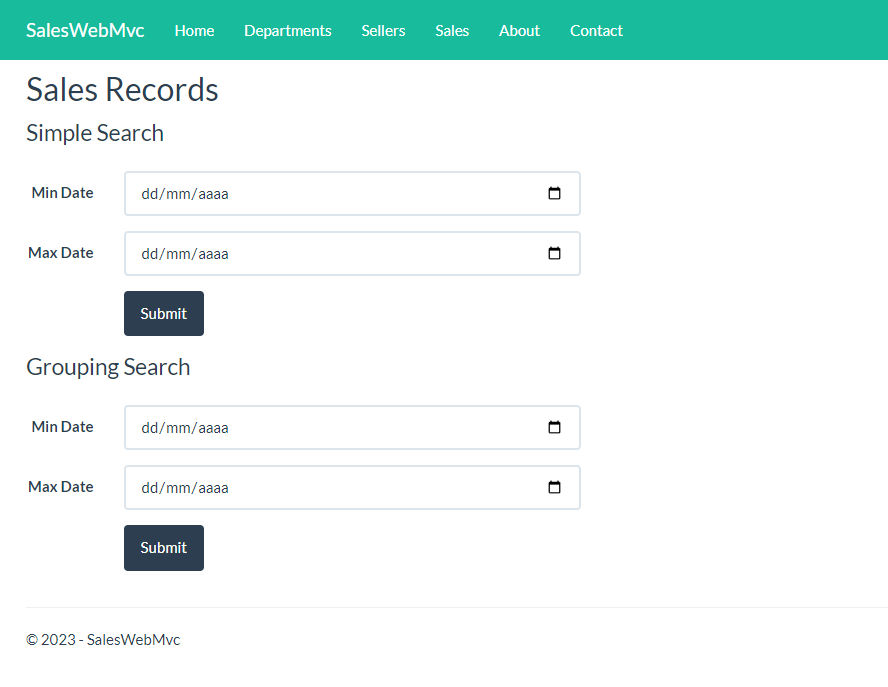 SalesWebMvc Home Departments Sellers Sales About Contact
Sales Records
Simple Search
Min Date dd/mm/aaaa
Max Date dd/mm/aaaa
Submit
Grouping Search
Min Date dd/mm/aaaa
Max Date dd/mm/aaaa
Submit
© 2023 - SalesWebMvc